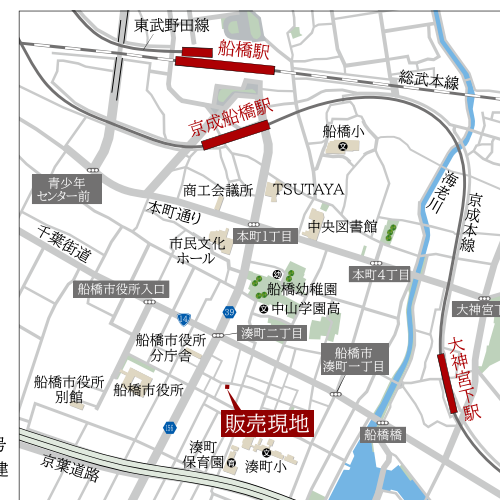 東武野田線
船橋駅
総武本線
京成船橋駅
船橋小
文
海老川
京成本線
青少年
センター前
商工会議所
TSUTAYA
本町通り
中央図書館
本町1丁目
市民文化
ホール
千葉街道
本町4丁目
船橋市役所入口
幼
船橋幼稚園
大神宮下
39
文
中山学園高
14
湊町二丁目
船橋市役所
分庁舎
船橋市
湊町一丁目
大神宮下駅
船橋市役所
別館
船橋市役所
販売現地
156
船橋橋
湊町
保育園
文
湊町小
号
建
京葉道路